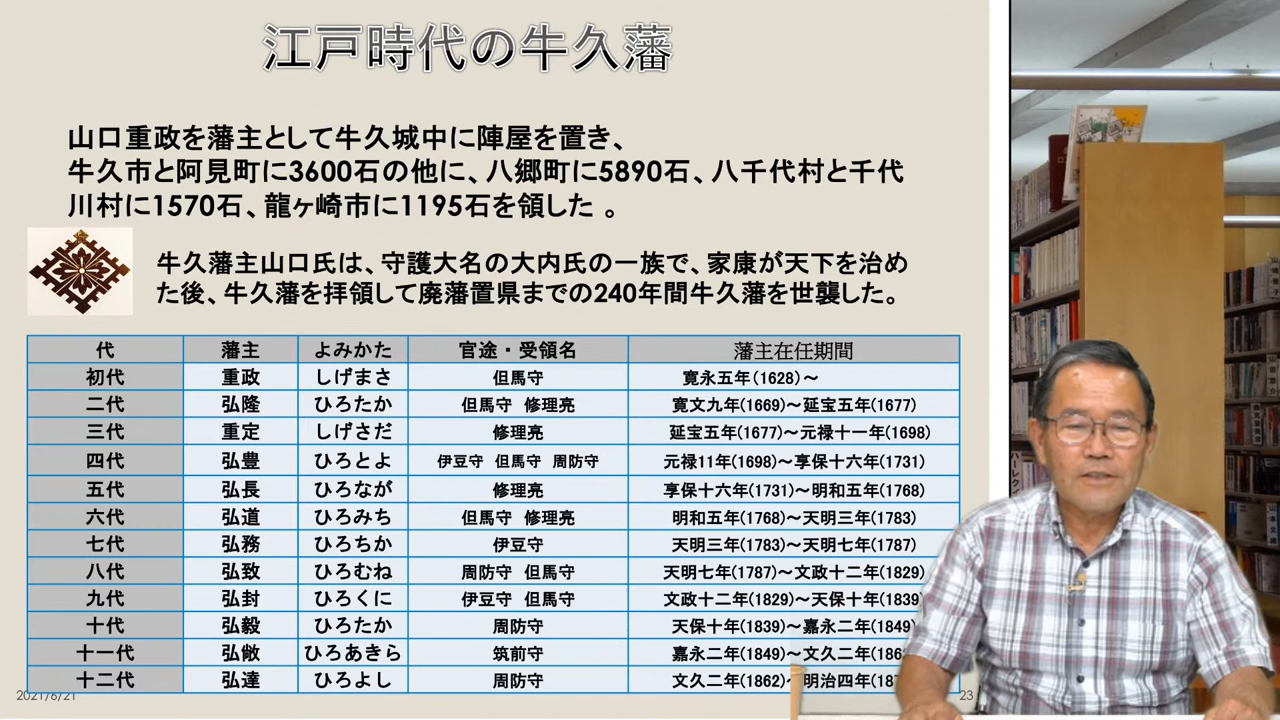 江戸時代の牛久藩
山口重政を藩主として牛久城中に陣屋を置き、
牛久市と阿見町に3600石の他に、八郷町に5890石、八千代村と千代
川村に1570石、龍ヶ崎市に1195石を領した 。
牛久藩主山口氏は、守護大名の大内氏の一族で、家康が天下を治め
た後、牛久藩を拝領して廃藩置県までの240年間牛久藩を世襲した。
代 藩主 よみかた 官途・受領名 藩主在任期間
初代 重政 しげまさ 但馬守 寛永五年(1628)～
二代 弘隆 ひろたか 但馬守 修理亮 寛文九年(1669)～延宝五年(1677)
三代 重定 しげさだ 修理亮 延宝五年(1677)～元禄十一年(1698)
四代 弘豊 ひろとよ 伊豆守 但馬守 周防守 元禄11年(1698)～享保十六年(1731)
五代 弘長 ひろなが 修理亮 享保十六年(1731)～明和五年(1768)
六代 弘道 ひろみち 但馬守 修理亮 明和五年(1768)～天明三年(1783)
七代 弘務 ひろちか 伊豆守 天明三年(1783)～天明七年(1787)
八代 弘致 ひろむね 周防守 但馬守 天明七年(1787)～文政十二年(1829)
九代 弘封 ひろくに 伊豆守 但馬守 文政十二年(1829)～天保十年(1839
十代 弘毅 ひろたか 周防守 天保十年(1839)～嘉永二年(1849)
十一代 弘敞 ひろあきら 筑前守 嘉永二年(1849)～文久二年(186
十二代 弘達 ひろよし 周防守 文久二年(1862)～明治四年(18
2021/6/21
23